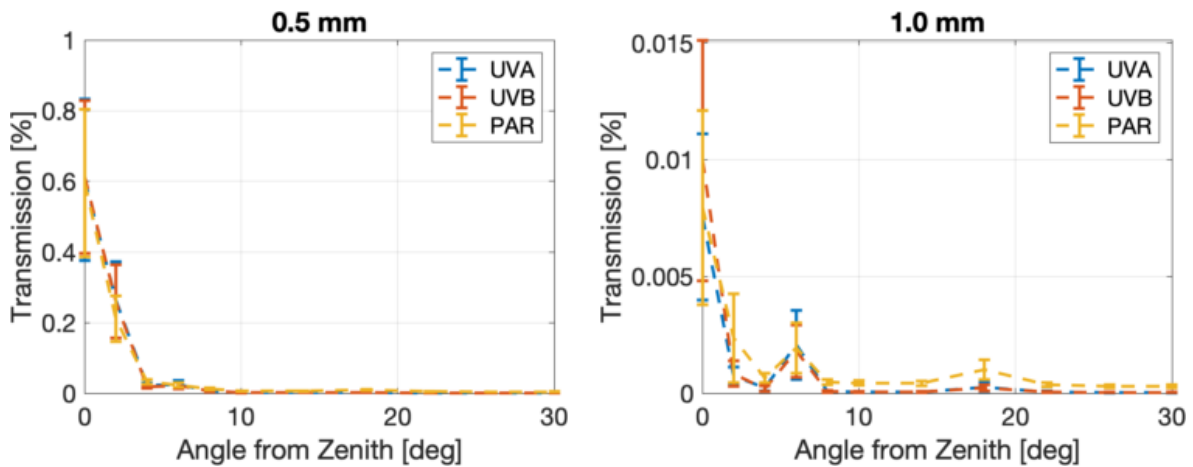 0.5 mm
1
0.8
0.6
0.4
0.2
0
Transmission [%]
UVA
UVB
PAR
0 10 20 30
Angle from Zenith [deg]
1.0 mm
0.015
0.01
0.005
0
Transmission [%]
UVA
UVB
PAR
0 10 20 30
Angle from Zenith [deg]